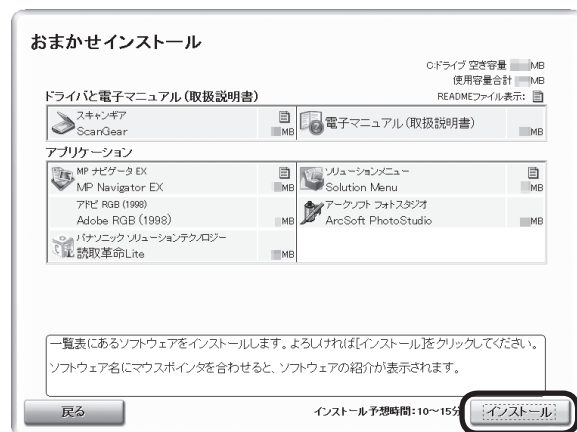 おまかせインストール
C:ドライブ 空き容量 MB
使用容量合計 MB
ドライバと電子マニュアル(取扱説明書)
READMEファイル表示:
スキャンギア
ScanGear
MB
電子マニュアル(取扱説明書)
MB
アプリケーション
MP ナビゲータ EX
MP Navigator EX
MB
ソリューションメニュー
Solution Menu
MB
アドビ RGB (1998)
Adobe RGB (1998)
MB
アークソフト フォトスタジオ
ArcSoft PhotoStudio
MB
パナソニック ソリューションテクノロジー
読取革命Lite
MB
一覧表にあるソフトウェアをインストールします。よろしければ[インストール]をクリックしてください。
ソフトウェア名にマウスポインタを合わせると、ソフトウェアの紹介が表示されます。
戻る
インストール予想時間:10〜15分
インストール